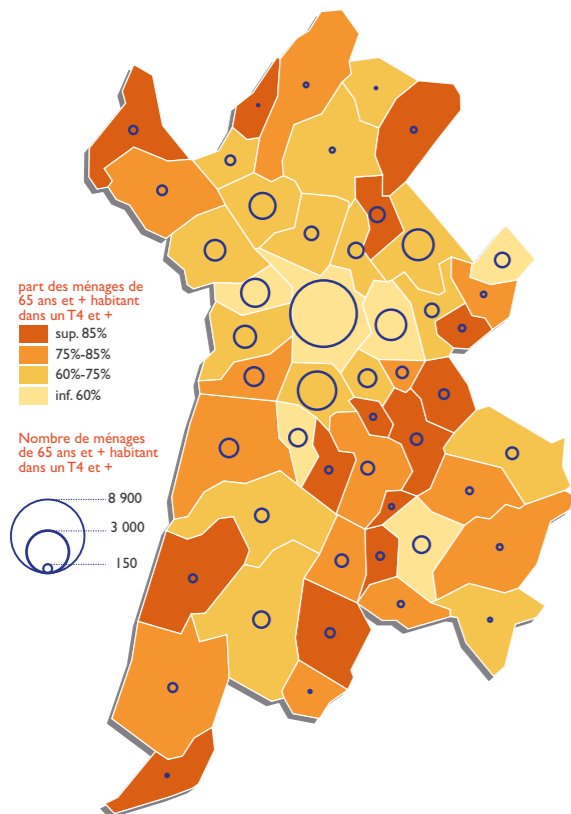 part des ménages de
65 ans et + habitant
dans un T4 et +
sup. 85%
75%-85%
60%-75%
inf. 60%
Nombre de ménages
de 65 ans et + habitant
dans un T4 et +
8 900
3 000
150